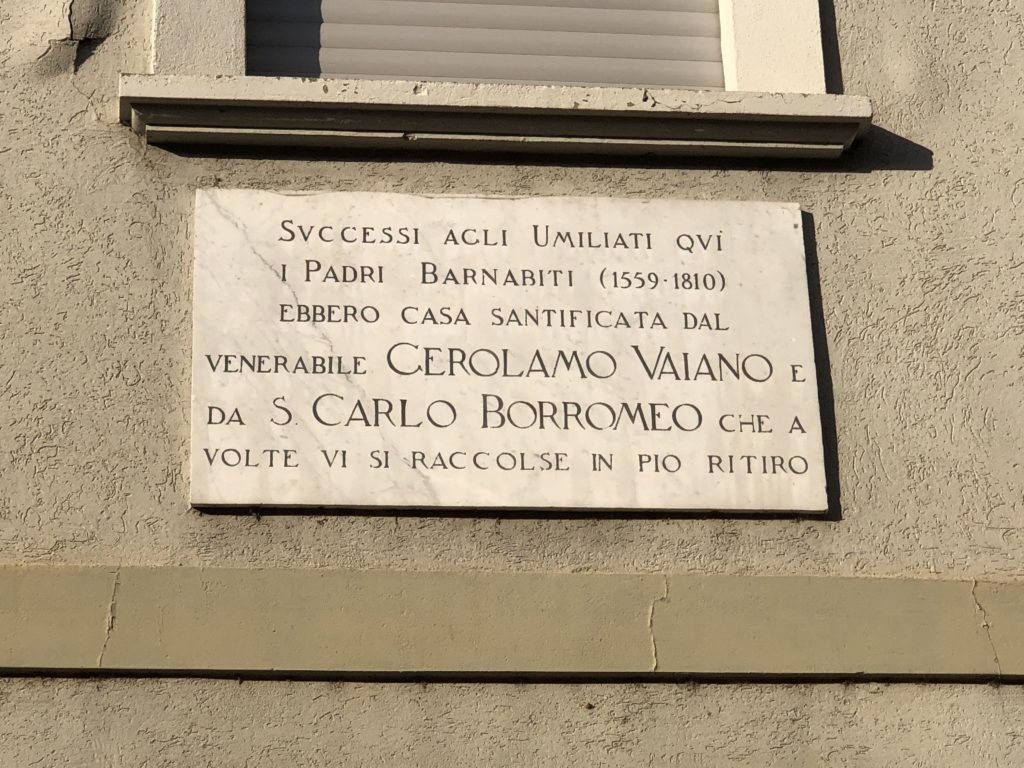 SVCCESSI AGLI UMILIATI QVI
I PADRI BARNABITI (1559·1810)
EBBERO CASA SANTIFICATA DAL
VENERABILE GEROLAMO VAIANO E
DA S. CARLO BORROMEO CHE A
VOLTE VI SI RACCOLSE IN PIO RITIRO